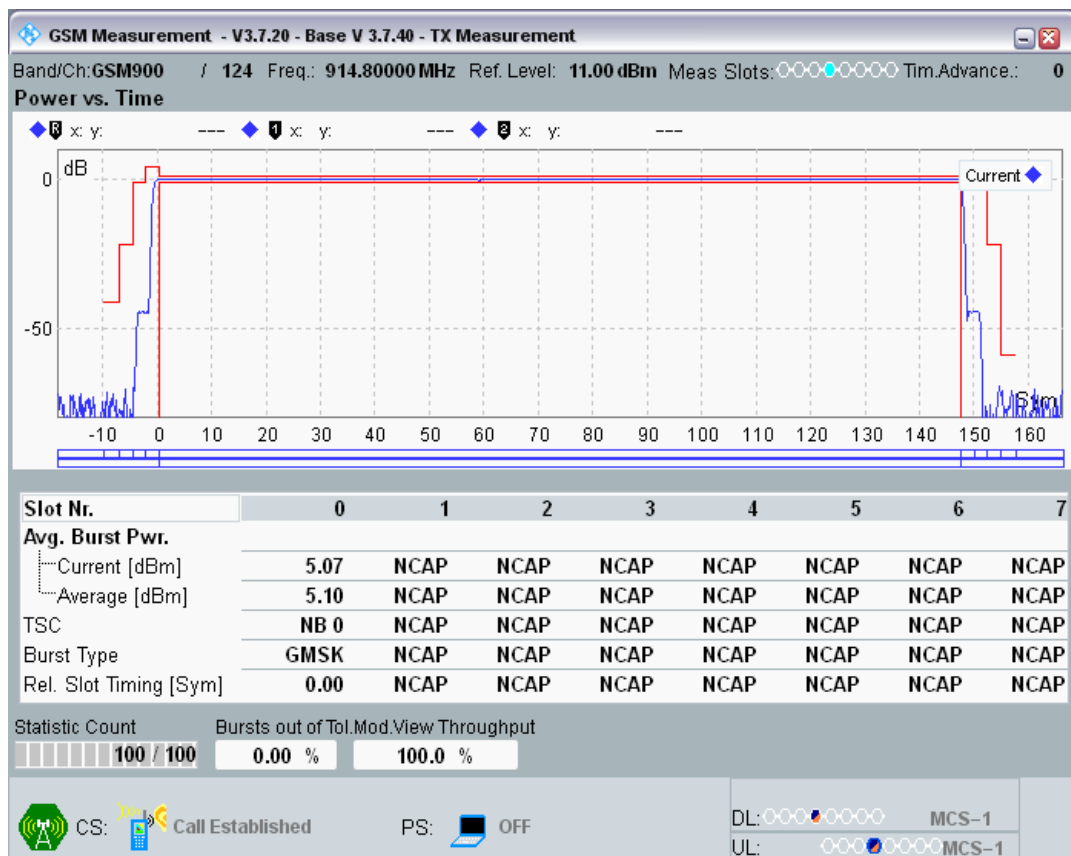 GSM Measurement - V3.7.20 - Base V 3.7.40 - TX Measurement
Band/Ch:GSM900 / 124 Freq.: 914.80000 MHz Ref. Level: 11.00 dBm Meas Slots: Tim.Advance.: 0
Power vs. Time
R x: y: --- 1 x: y: --- 2 x: y: ---
dB
Current
0
-50
Sym
-10 0 10 20 30 40 50 60 70 80 90 100 110 120 130 140 150 160
Slot Nr. 0 1 2 3 4 5 6 7
Avg. Burst Pwr.
Current [dBm] 5.07 NCAP NCAP NCAP NCAP NCAP NCAP NCAP
Average [dBm] 5.10 NCAP NCAP NCAP NCAP NCAP NCAP NCAP
TSC NB 0 NCAP NCAP NCAP NCAP NCAP NCAP NCAP
Burst Type GMSK NCAP NCAP NCAP NCAP NCAP NCAP NCAP
Rel. Slot Timing [Sym] 0.00 NCAP NCAP NCAP NCAP NCAP NCAP NCAP
Statistic Count Bursts out of Tol. Mod.View Throughput
100 / 100 0.00 % 100.0 %
CS: Call Established PS: OFF
DL: MCS-1
UL: MCS-1